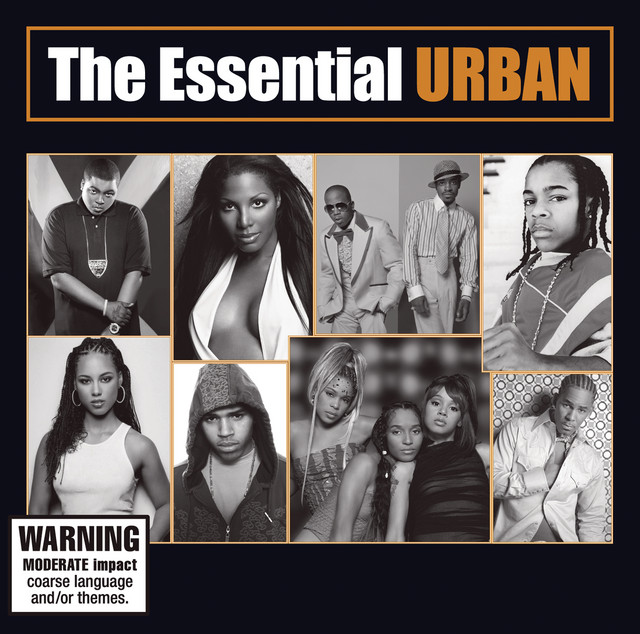 The Essential URBAN
WARNING
MODERATE impact
coarse language
and/or themes.